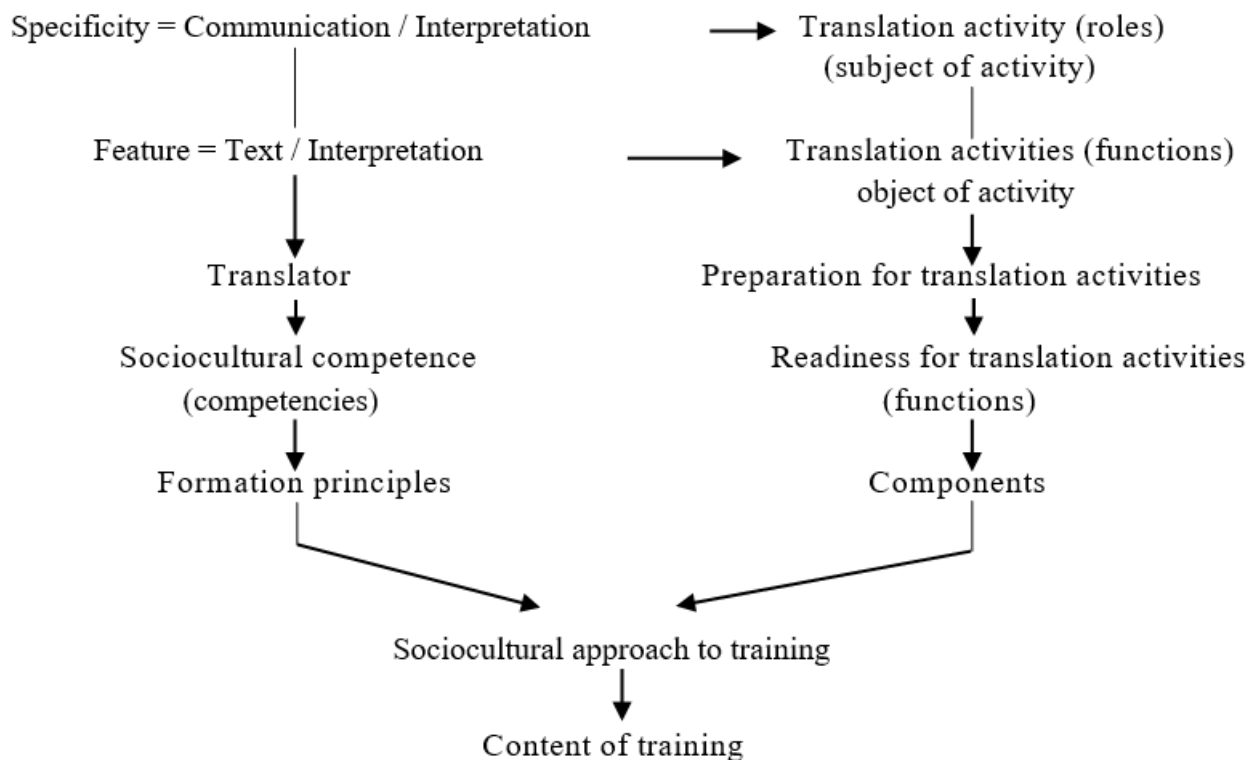 Specificity = Communication / Interpretation
Translation activity (roles)
(subject of activity)
Feature = Text / Interpretation
Translation activities (functions)
object of activity
Translator
Preparation for translation activities
Sociocultural competence
(competencies)
Readiness for translation activities
(functions)
Formation principles
Components
Sociocultural approach to training
Content of training